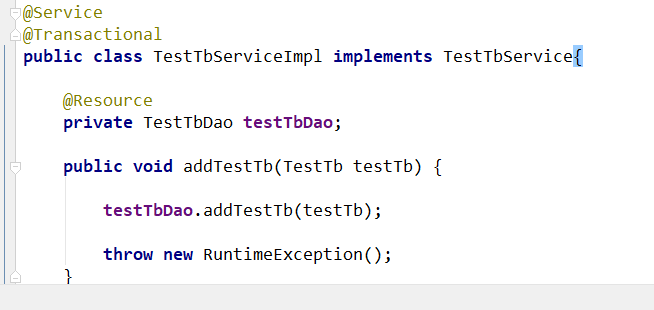 @Service
@Transactional
public class TestTbServiceImpl implements TestTbService{
@Resource
private TestTbDao testTbDao;
public void addTestTb(TestTb testTb) {
testTbDao.addTestTb(testTb);
throw new RuntimeException();
}